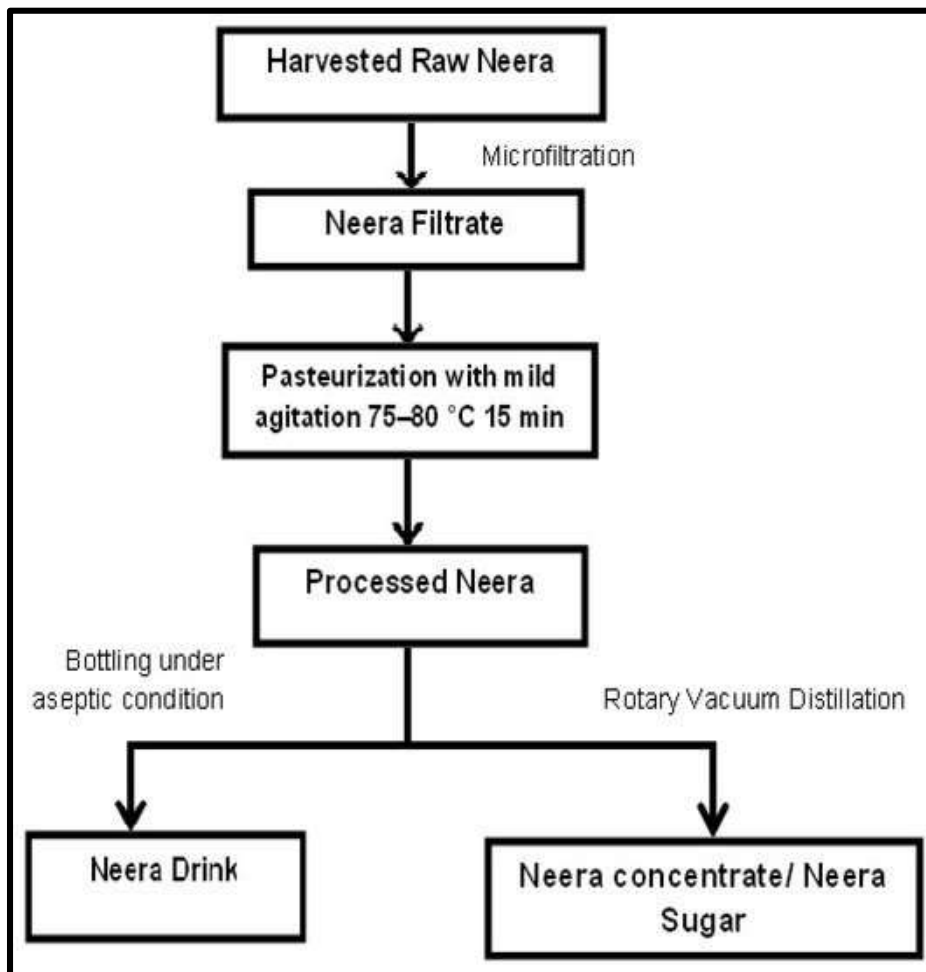 Harvested Raw Neera
Microfiltration
Neera Filtrate
Pasteurization with mild
agitation 75–80 °C 15 min
Processed Neera
Bottling under
aseptic condition
Rotary Vacuum Distillation
Neera Drink
Neera concentrate/ Neera
Sugar